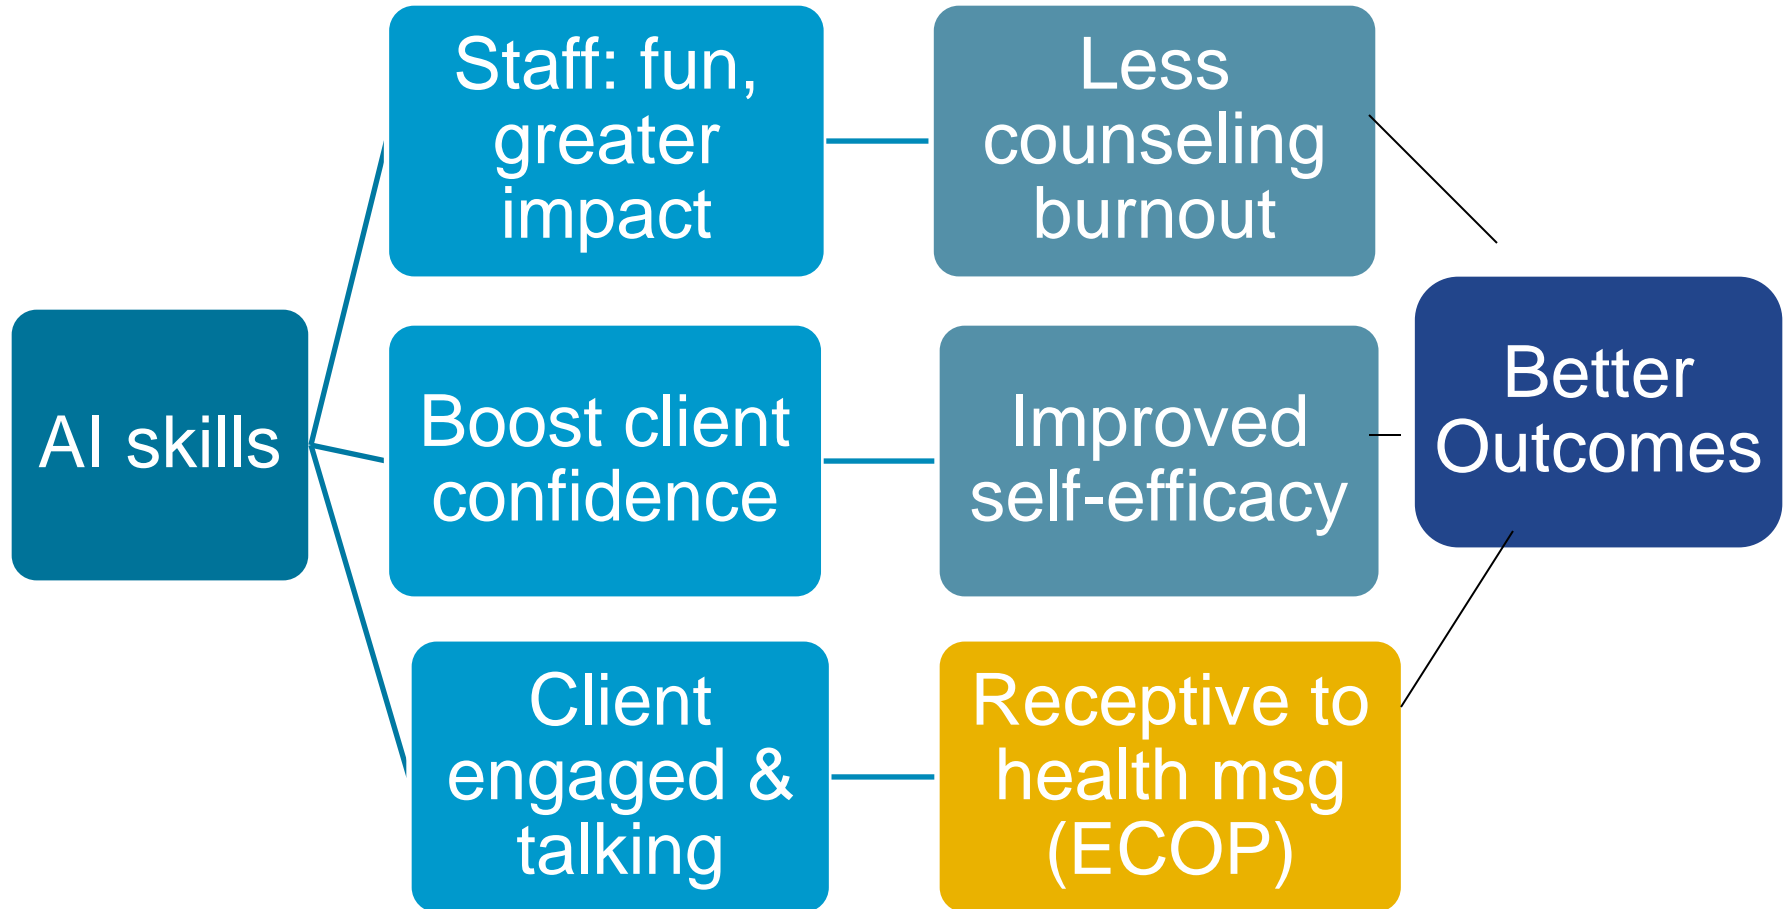 AI skills
Staff: fun,
greater
impact
Less
counseling
burnout
Boost client
confidence
Improved
self-efficacy
Client
engaged &
talking
Receptive to
health msg
(ECOP)
Better
Outcomes